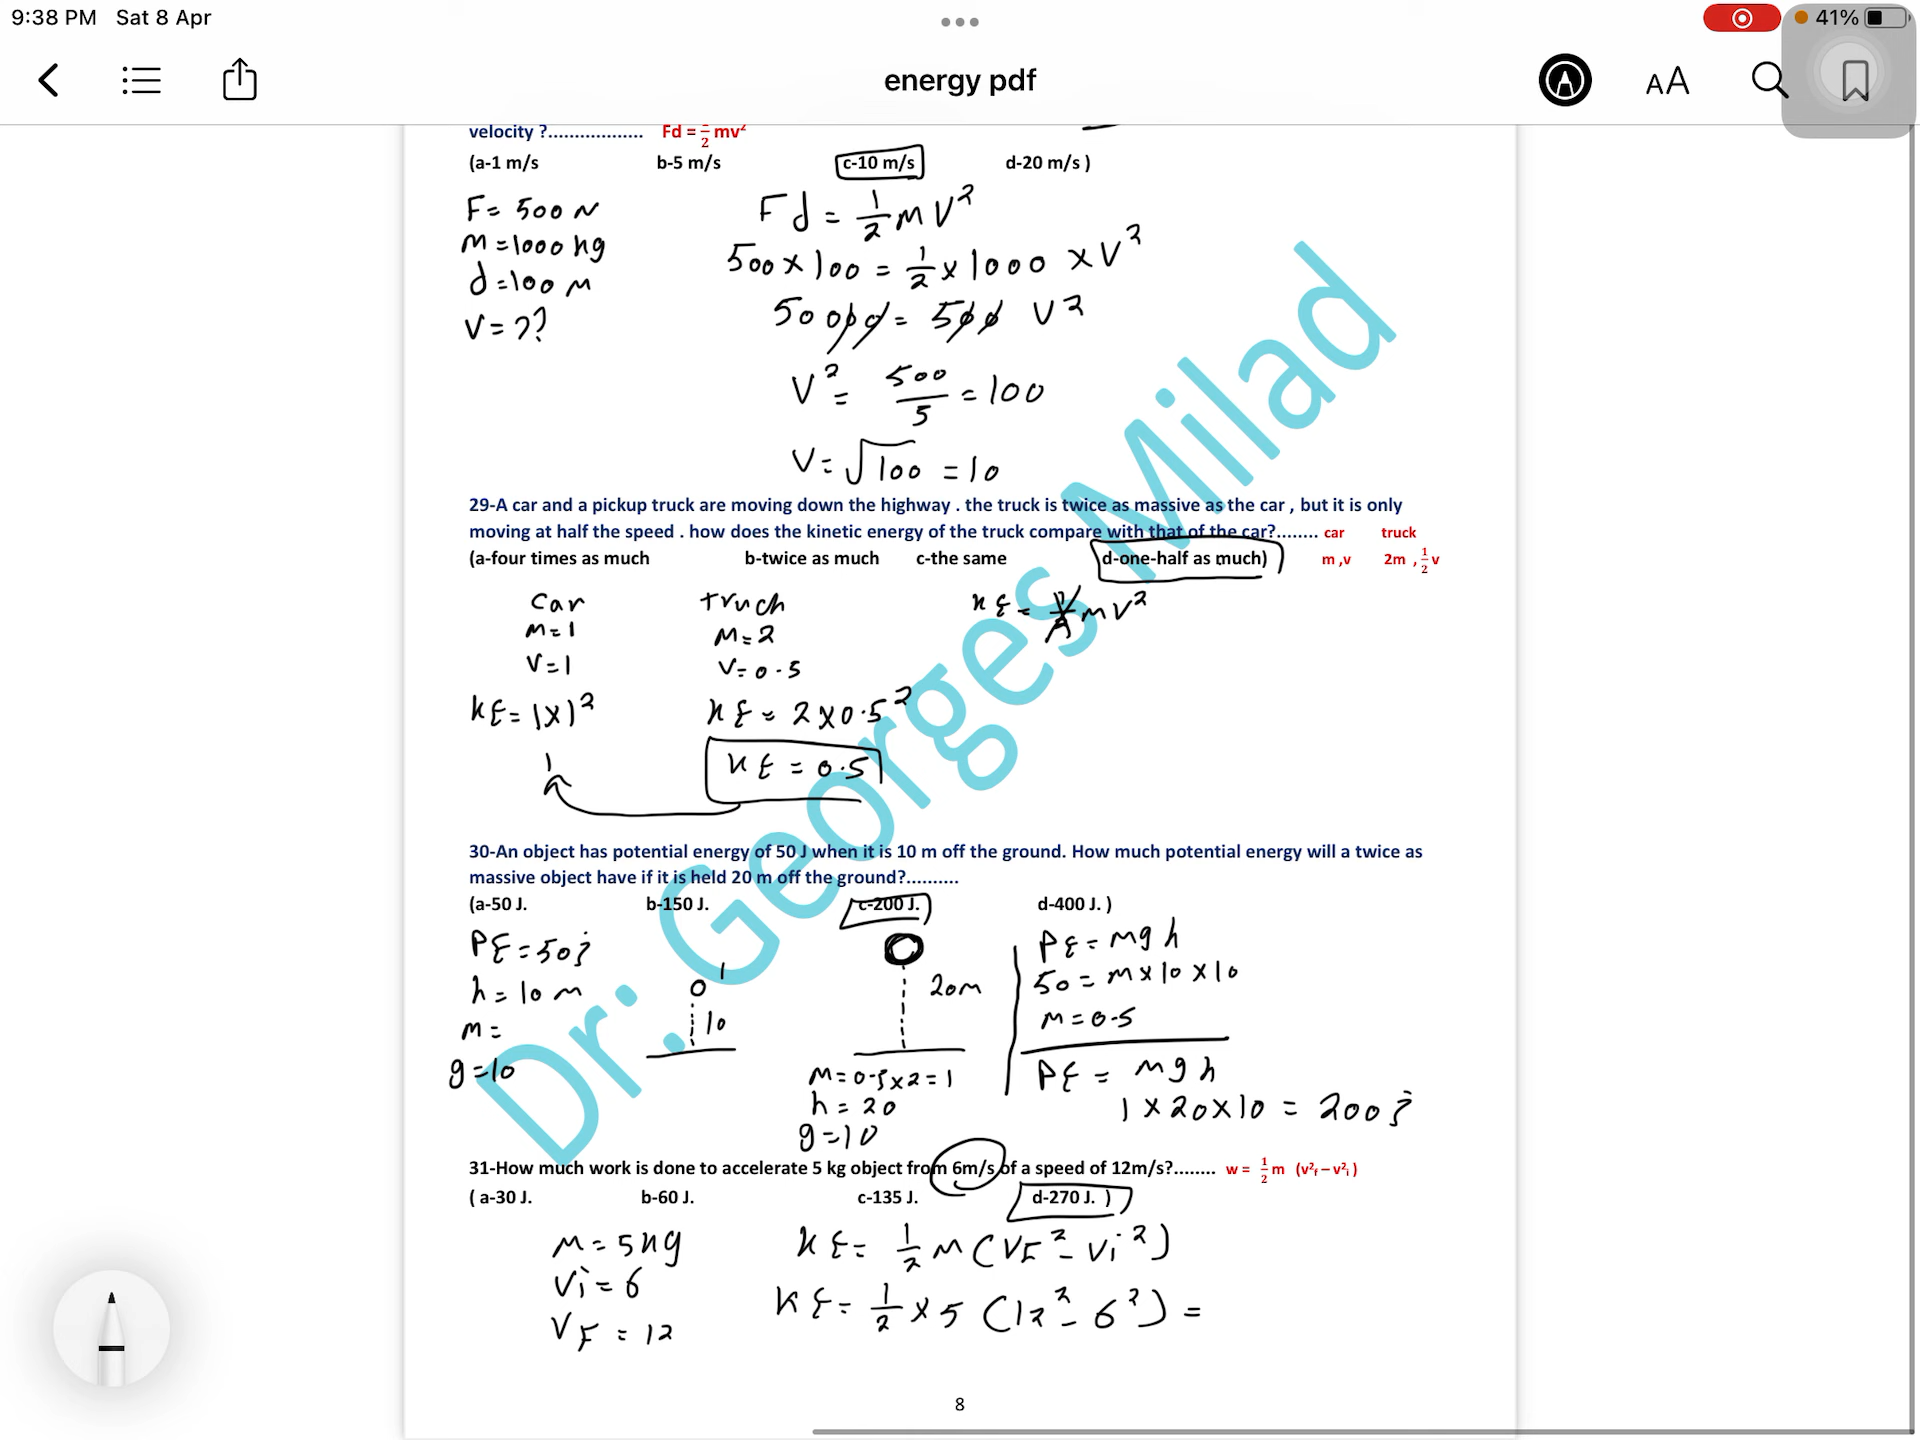 9:38 PM Sat 8 Apr
41%
energy pdf
AA
velocity ?.................. Fd = 1/2 mv²
(a-1 m/s b-5 m/s c-10 m/s d-20 m/s )
F= 500 N
M=1000 kg
d=100 M
V=??
Fd = 1/2 M V²
500×100 = 1/2 × 1000 × V²
50000 = 500 V²
V² = 500/5 = 100
V= √100 = 10
29-A car and a pickup truck are moving down the highway . the truck is twice as massive as the car , but it is only
moving at half the speed . how does the kinetic energy of the truck compare with that of the car?........ car truck
(a-four times as much b-twice as much c-the same d-one-half as much) m ,v 2m , 1/2 v
Car
M=1
V=1
KE= 1×1²
1
truck
M=2
V=0.5
KE= 2×0.5²
KE = 0.5
KE= 1/2 MV²
30-An object has potential energy of 50 J when it is 10 m off the ground. How much potential energy will a twice as
massive object have if it is held 20 m off the ground?..........
(a-50 J. b-150 J. c-200 J. d-400 J. )
PE=50j
h=10 m
m=
g=10
1
10
20m
M=0.5×2=1
h= 20
g=10
PE=mgh
50= m×10×10
M=0.5
PE= mgh
1×20×10 = 200j
31-How much work is done to accelerate 5 kg object from 6m/s of a speed of 12m/s?........ w = 1/2 m (v²f – v²i )
( a-30 J. b-60 J. c-135 J. d-270 J. )
M=5kg
Vi=6
VF=12
KE= 1/2 M (VF² - Vi²)
KE= 1/2 × 5 (12² - 6²) =
8
Dr: Georges Milad